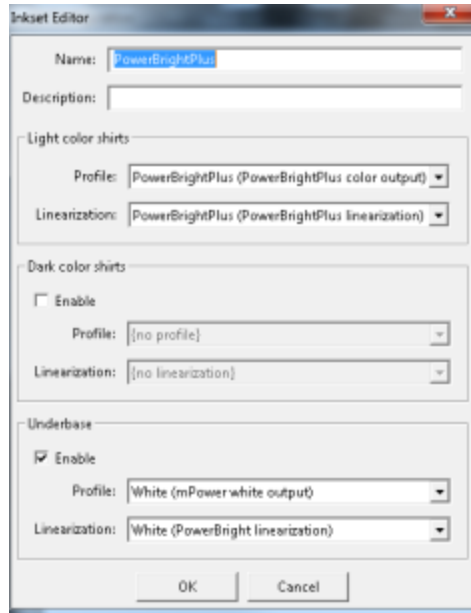 Inkset Editor
Name: PowerBrightPlus
Description:
Light color shirts
Profile: PowerBrightPlus (PowerBrightPlus color output)
Linearization: PowerBrightPlus (PowerBrightPlus linearization)
Dark color shirts
Enable
Profile: {no profile}
Linearization: {no linearization}
Underbase
Enable
Profile: White (mPower white output)
Linearization: White (PowerBright linearization)
OK Cancel